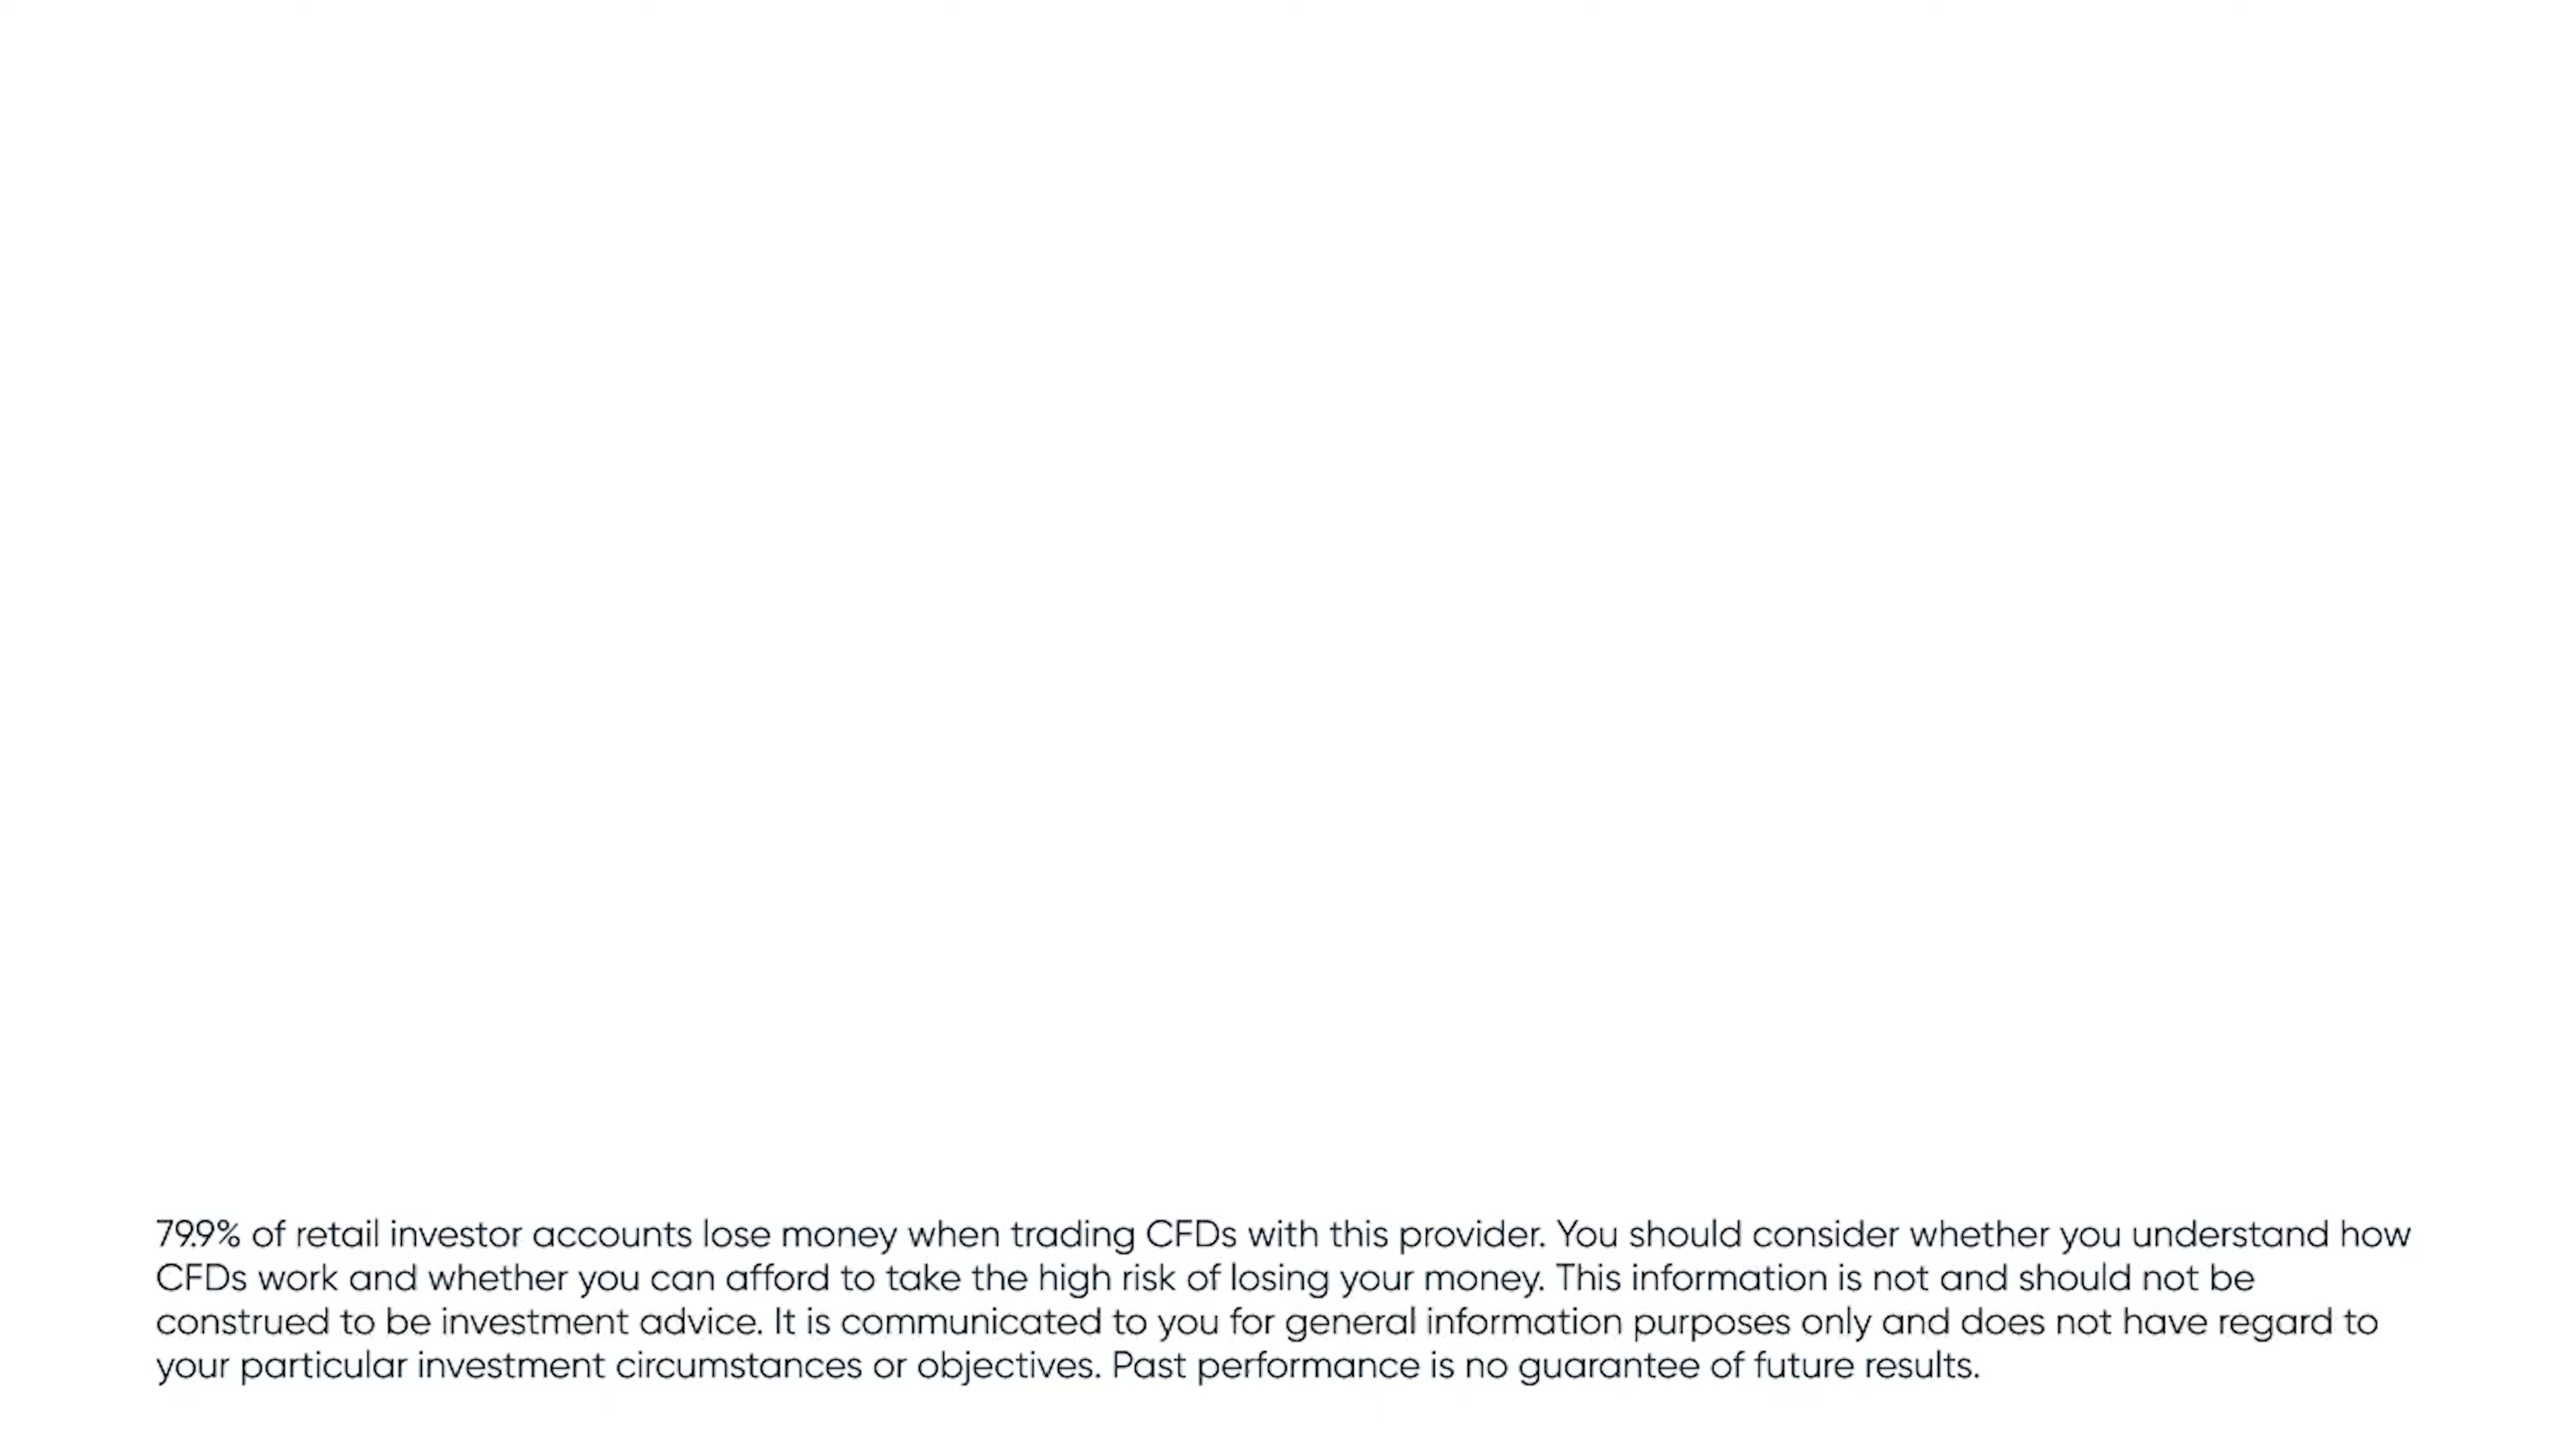 79.9% of retail investor accounts lose money when trading CFDs with this provider. You should consider whether you understand how
CFDs work and whether you can afford to take the high risk of losing your money. This information is not and should not be
construed to be investment advice. It is communicated to you for general information purposes only and does not have regard to
your particular investment circumstances or objectives. Past performance is no guarantee of future results.